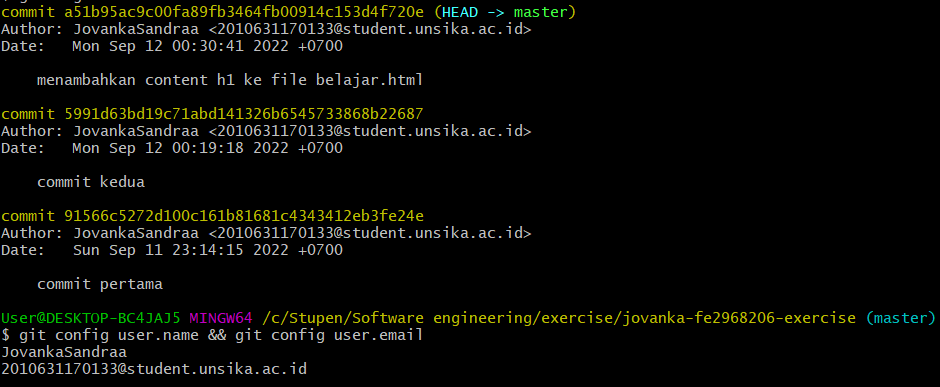 commit a51b95ac9c00fa89fb3464fb00914c153d4f720e (HEAD -> master)
Author: JovankaSandraa <2010631170133@student.unsika.ac.id>
Date:   Mon Sep 12 00:30:41 2022 +0700
    menambahkan content h1 ke file belajar.html
commit 5991d63bd19c71abd141326b6545733868b22687
Author: JovankaSandraa <2010631170133@student.unsika.ac.id>
Date:   Mon Sep 12 00:19:18 2022 +0700
    commit kedua
commit 91566c5272d100c161b81681c4343412eb3fe24e
Author: JovankaSandraa <2010631170133@student.unsika.ac.id>
Date:   Sun Sep 11 23:14:15 2022 +0700
    commit pertama
User@DESKTOP-BC4JAJ5 MINGW64 /c/Stupen/Software engineering/exercise/jovanka-fe2968206-exercise (master)
$ git config user.name && git config user.email
JovankaSandraa
2010631170133@student.unsika.ac.id